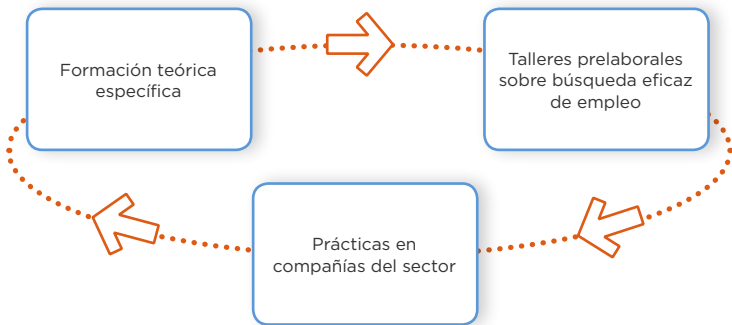 Formación teórica
específica
Talleres prelaborales
sobre búsqueda eficaz
de empleo
Prácticas en
compañías del sector